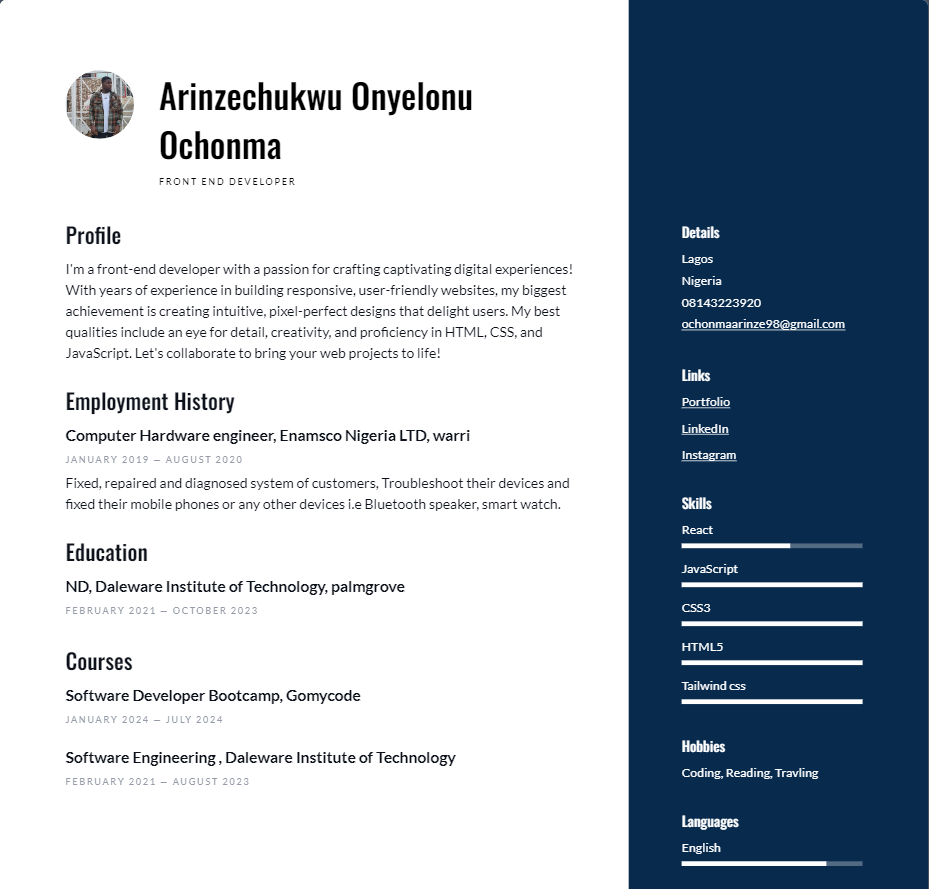 Arinzechukwu Onyelonu
Ochonma
FRONT END DEVELOPER
Profile
I'm a front-end developer with a passion for crafting captivating digital experiences!
With years of experience in building responsive, user-friendly websites, my biggest
achievement is creating intuitive, pixel-perfect designs that delight users. My best
qualities include an eye for detail, creativity, and proficiency in HTML, CSS, and
JavaScript. Let's collaborate to bring your web projects to life!
Employment History
Computer Hardware engineer, Enamsco Nigeria LTD, warri
JANUARY 2019 — AUGUST 2020
Fixed, repaired and diagnosed system of customers, Troubleshoot their devices and
fixed their mobile phones or any other devices i.e Bluetooth speaker, smart watch.
Education
ND, Daleware Institute of Technology, palmgrove
FEBRUARY 2021 — OCTOBER 2023
Courses
Software Developer Bootcamp, Gomycode
JANUARY 2024 — JULY 2024
Software Engineering , Daleware Institute of Technology
FEBRUARY 2021 — AUGUST 2023
Details
Lagos
Nigeria
08143223920
ochonmaarinze98@gmail.com
Links
Portfolio
LinkedIn
Instagram
Skills
React
JavaScript
CSS3
HTML5
Tailwind css
Hobbies
Coding, Reading, Travling
Languages
English